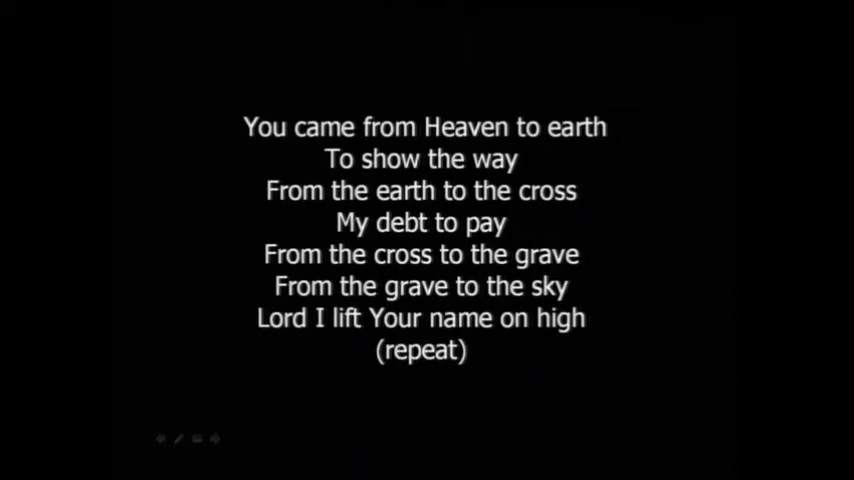 You came from Heaven to earth
To show the way
From the earth to the cross
My debt to pay
From the cross to the grave
From the grave to the sky
Lord I lift Your name on high
(repeat)